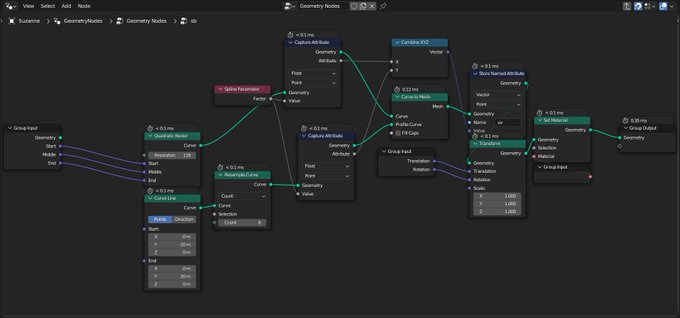 View Select Add Node
Geometry Nodes
Suzanne > GeometryNodes > Geometry Nodes > sb
Group Input
Geometry
Start
Middle
End
< 0.1 ms
Quadratic Bezier
Curve
Resolution 128
Start
Middle
End
< 0.1 ms
Curve Line
Curve
Points Direction
Start:
X 0 m
Y -20 m
Z 0 m
End:
X 0 m
Y 20 m
Z 0 m
Spline Parameter
Factor
< 0.1 ms
Resample Curve
Curve
Count
Curve
Selection
Count 8
< 0.1 ms
Capture Attribute
Geometry
Attribute
Float
Point
Geometry
Value
< 0.1 ms
Capture Attribute
Geometry
Attribute
Float
Point
Geometry
Value
< 0.1 ms
Combine XYZ
Vector
X
Y
0.12 ms
Curve to Mesh
Mesh
Curve
Profile Curve
Fill Caps
Group Input
Translation
Rotation
< 0.1 ms
Store Named Attribute
Geometry
Vector
Point
Geometry
Name uv
Value
< 0.1 ms
Transform
Geometry
Geometry
Translation
Rotation
Scale:
X 1.000
Y 1.000
Z 1.000
< 0.1 ms
Set Material
Geometry
Geometry
Selection
Material
Group Input
0.35 ms
Group Output
Geometry